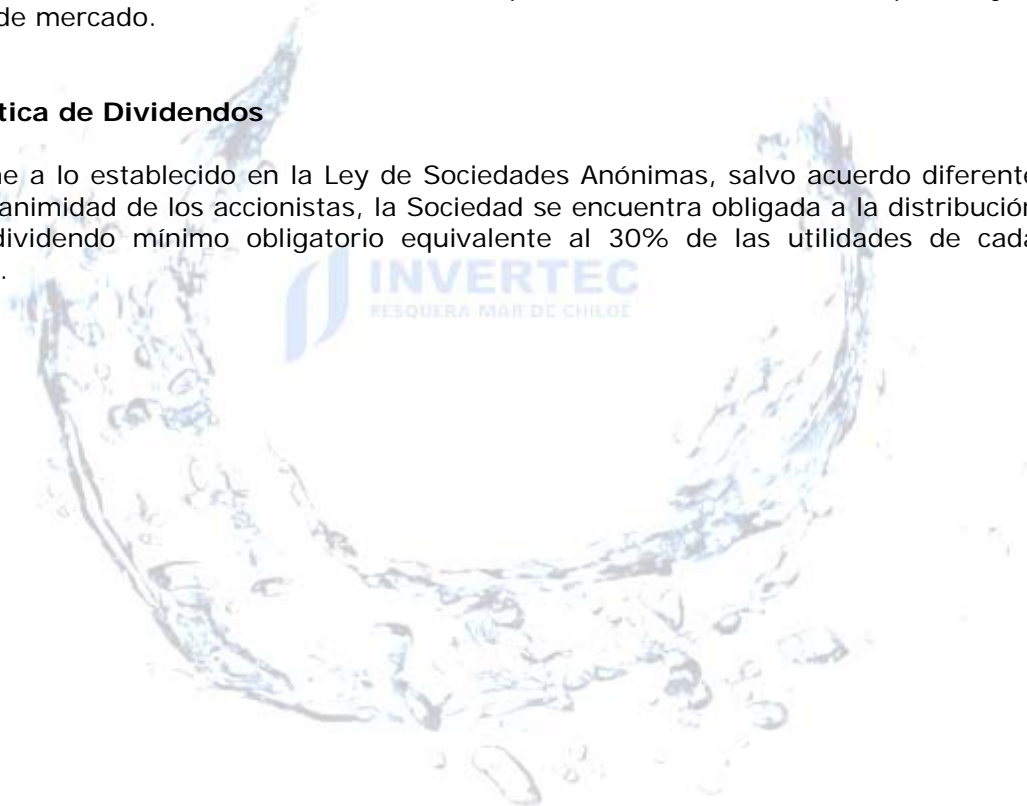 de mercado.
tica de Dividendos
e a lo establecido en la Ley de Sociedades Anónimas, salvo acuerdo diferente
animidad de los accionistas, la Sociedad se encuentra obligada a la distribución
dividendo mínimo obligatorio equivalente al 30% de las utilidades de cada
.
INVERTEC
PESQUERA MAR DE CHILOE